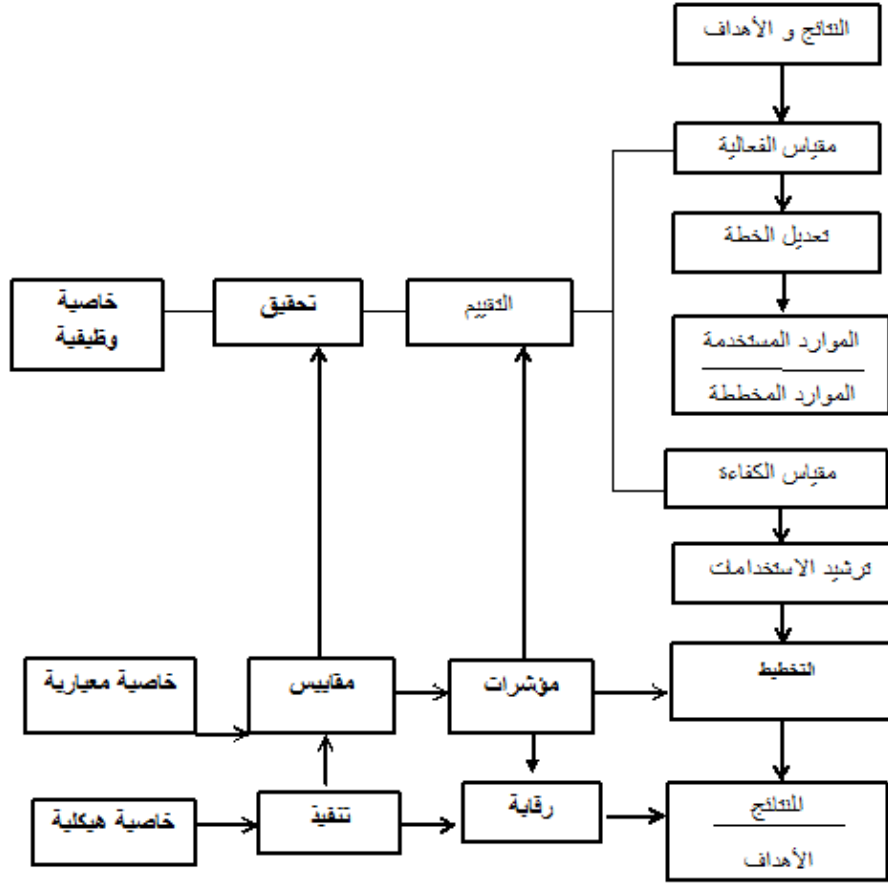 النتائج و الأهداف
مقياس الفعالية
تعديل الخطة
خاصية
وظيفية
تحقيق
التقييم
الموارد المستخدمة
الموارد المخططة
مقياس الكفاءة
ترشيد الاستخدامات
خاصية معيارية
مقاييس
مؤشرات
التخطيط
خاصية هيكلية
تنفيذ
رقابة
للنتائج
الأهداف